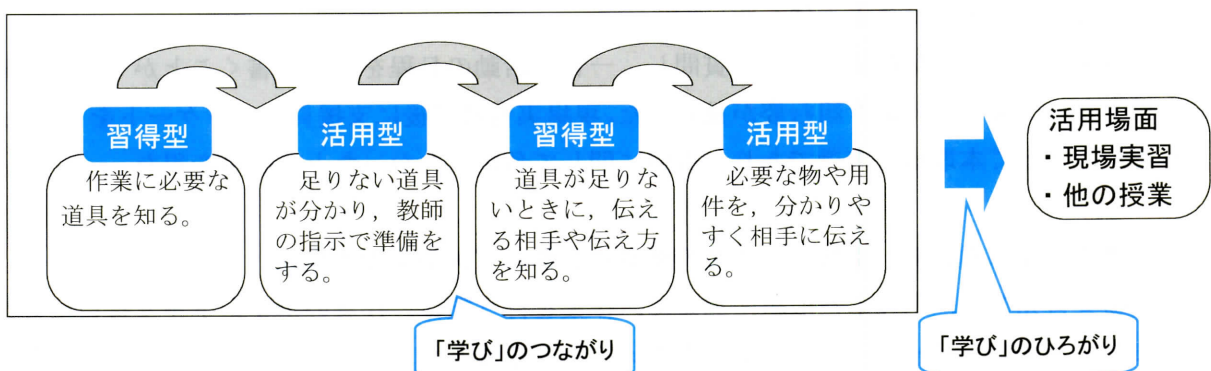 習得型
作業に必要な
道具を知る。
活用型
足りない道具
が分かり，教師
の指示で準備を
する。
習得型
道具が足りな
いときに，伝え
る相手や伝え方
を知る。
活用型
必要な物や用
件を，分かりや
すく相手に伝え
る。
活用場面
・現場実習
・他の授業
「学び」のつながり
「学び」のひろがり